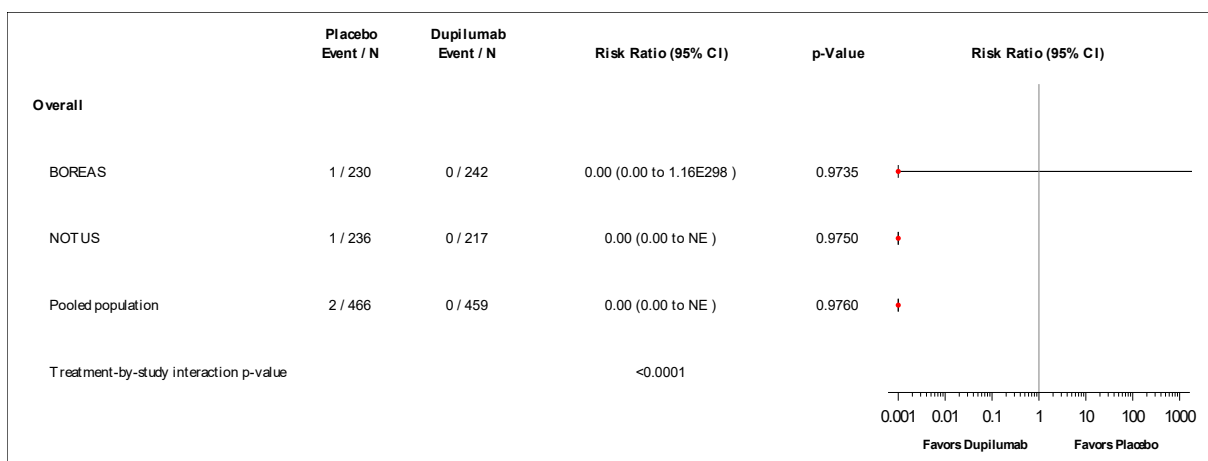 Placebo Dupilumab
Event / N Event / N Risk Ratio (95% CI) p-Value Risk Ratio (95% CI)
Overall
BOREAS 1 / 230 0 / 242 0.00 (0.00 to 1.16E298 ) 0.9735
NOTUS 1 / 236 0 / 217 0.00 (0.00 to NE ) 0.9750
Pooled population 2 / 466 0 / 459 0.00 (0.00 to NE ) 0.9760
Treatment-by-study interaction p-value <0.0001
0.001 0.01 0.1 1 10 100 1000
Favors Dupilumab Favors Placebo